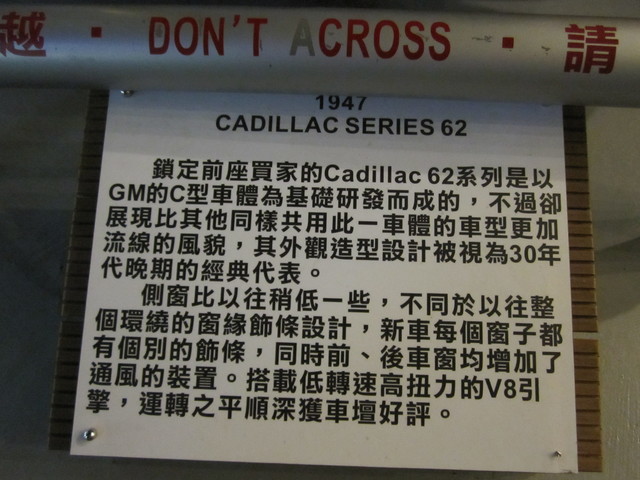 越・DON'T ACROSS・請
1947
CADILLAC SERIES 62
鎖定前座買家的Cadillac 62系列是以
GM的C型車體為基礎研發而成的，不過卻
展現比其他同樣共用此一車體的車型更加
流線的風貌，其外觀造型設計被視為30年
代晚期的經典代表。
側窗比以往稍低一些，不同於以往整
個環繞的窗緣飾條設計，新車每個窗子都
有個別的飾條，同時前、後車窗均增加了
通風的裝置。搭載低轉速高扭力的V8引
擎，運轉之平順深獲車壇好評。